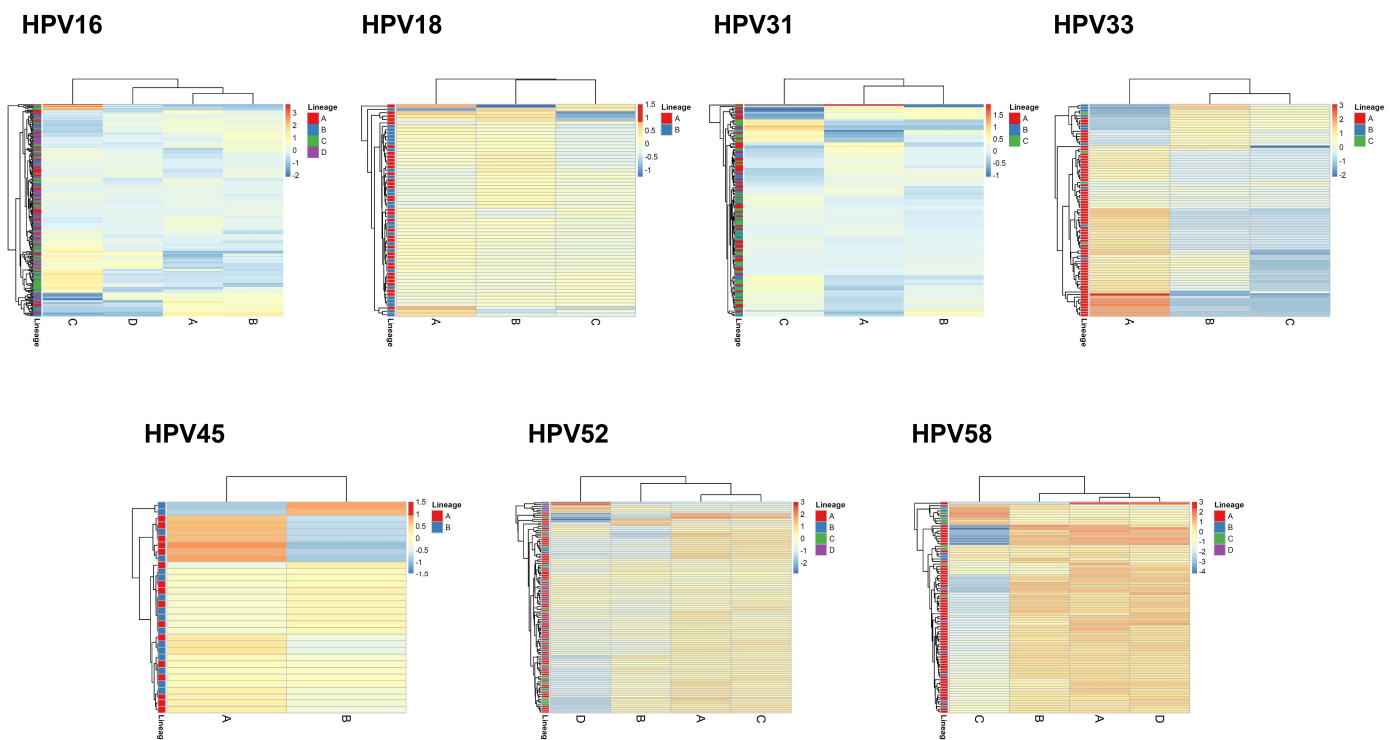 HPV16 HPV18 HPV31 HPV33
3 2 1 0 -1 -2
Lineage
A
B
C
D
Lineage
C D A B
1.5 1 0.5 0 -0.5 -1
Lineage
A
B
Lineage
A B C
1.5 1 0.5 0 -0.5 -1
Lineage
A
B
C
Lineage
C A B
3 2 1 0 -1 -2
Lineage
A
B
C
Lineage
A B C
HPV45 HPV52 HPV58
1.5 1 0.5 0 -0.5 -1 -1.5
Lineage
A
B
Lineag
A B
3 2 1 0 -1 -2
Lineage
A
B
C
D
Lineag
D B A C
3 2 1 0 -1 -2 -3 -4
Lineage
A
B
C
D
Lineag
C B A D